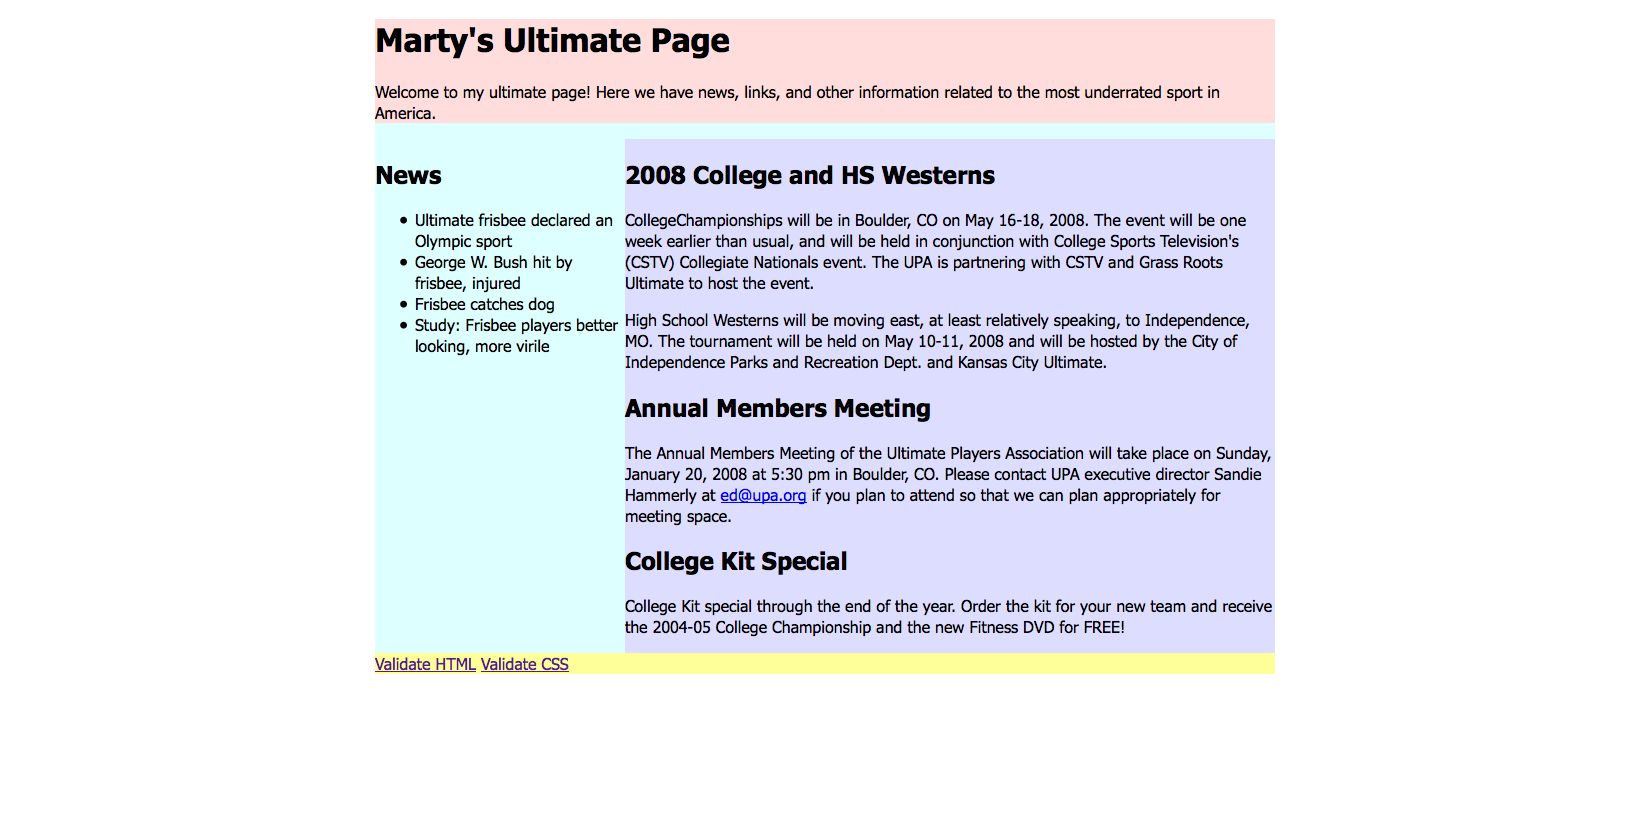 Marty's Ultimate Page
Welcome to my ultimate page! Here we have news, links, and other information related to the most underrated sport in
America.
News
• Ultimate frisbee declared an
Olympic sport
• George W. Bush hit by
frisbee, injured
• Frisbee catches dog
• Study: Frisbee players better
looking, more virile
2008 College and HS Westerns
CollegeChampionships will be in Boulder, CO on May 16-18, 2008. The event will be one
week earlier than usual, and will be held in conjunction with College Sports Television's
(CSTV) Collegiate Nationals event. The UPA is partnering with CSTV and Grass Roots
Ultimate to host the event.
High School Westerns will be moving east, at least relatively speaking, to Independence,
MO. The tournament will be held on May 10-11, 2008 and will be hosted by the City of
Independence Parks and Recreation Dept. and Kansas City Ultimate.
Annual Members Meeting
The Annual Members Meeting of the Ultimate Players Association will take place on Sunday,
January 20, 2008 at 5:30 pm in Boulder, CO. Please contact UPA executive director Sandie
Hammerly at ed@upa.org if you plan to attend so that we can plan appropriately for
meeting space.
College Kit Special
College Kit special through the end of the year. Order the kit for your new team and receive
the 2004-05 College Championship and the new Fitness DVD for FREE!
Validate HTML Validate CSS